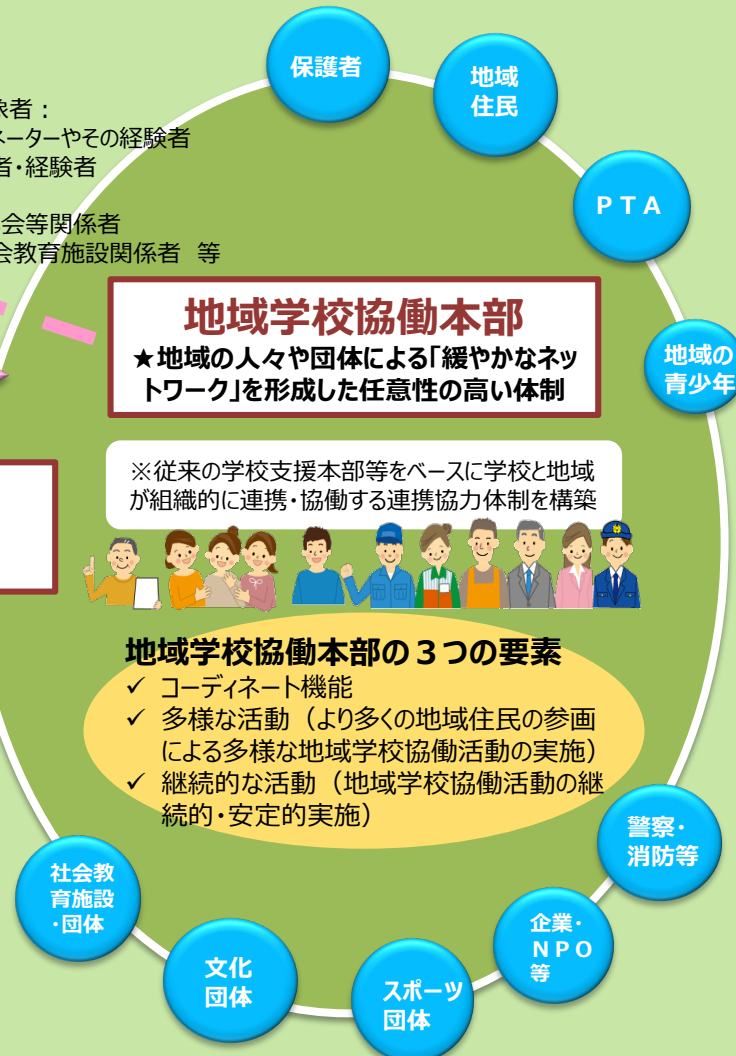 保護者
地域
住民
象者：
ネーターやその経験者
者・経験者
会等関係者
会教育施設関係者 等
ＰＴＡ
地域学校協働本部
★地域の人々や団体による「緩やかなネッ
トワーク」を形成した任意性の高い体制
地域の
青少年
※従来の学校支援本部等をベースに学校と地域
が組織的に連携・協働する連携協力体制を構築
地域学校協働本部の３つの要素
✓ コーディネート機能
✓ 多様な活動（より多くの地域住民の参画
による多様な地域学校協働活動の実施）
✓ 継続的な活動（地域学校協働活動の継
続的・安定的実施）
警察・
消防等
社会教
育施設
・団体
企業・
ＮＰＯ
等
文化
団体
スポーツ
団体